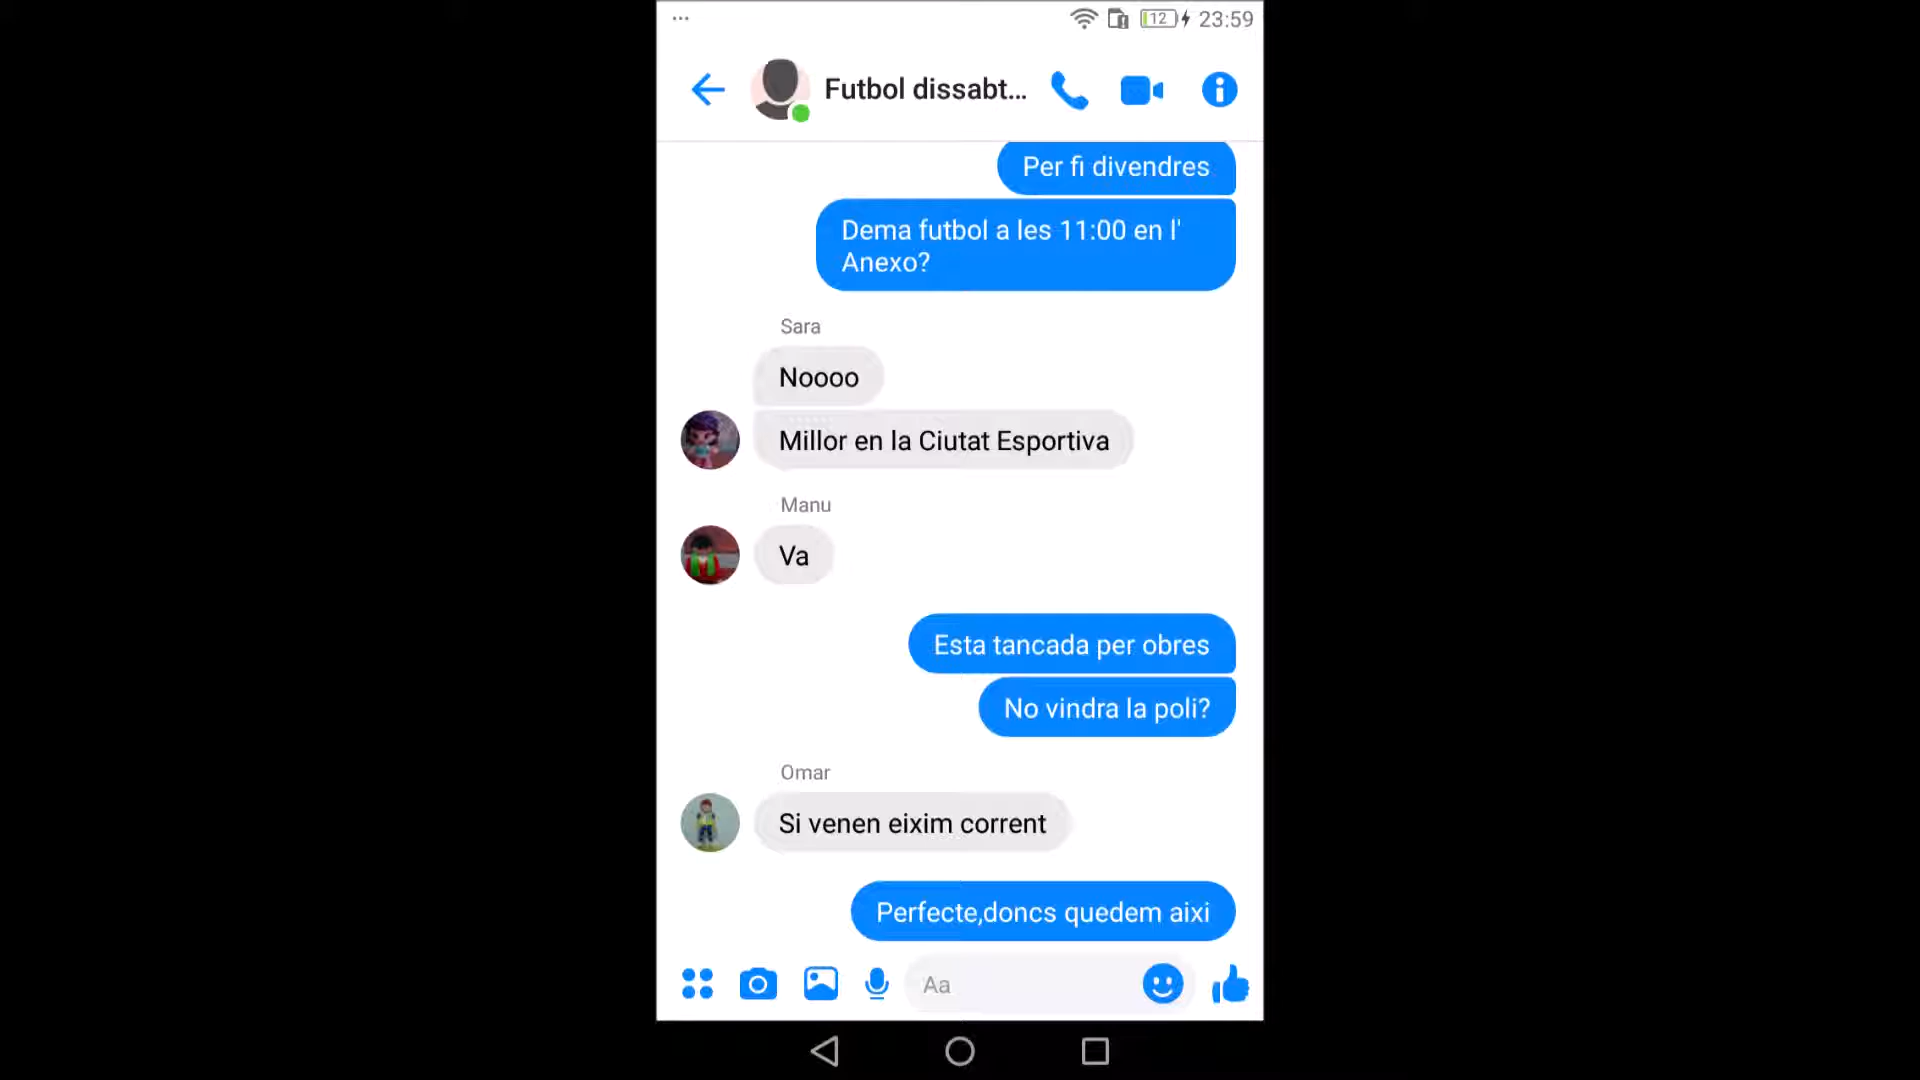 12 23:59
Futbol dissabt...
Per fi divendres
Dema futbol a les 11:00 en l'
Anexo?
Sara
Noooo
Millor en la Ciutat Esportiva
Manu
Va
Esta tancada per obres
No vindra la poli?
Omar
Si venen eixim corrent
Perfecte,doncs quedem aixi
Aa